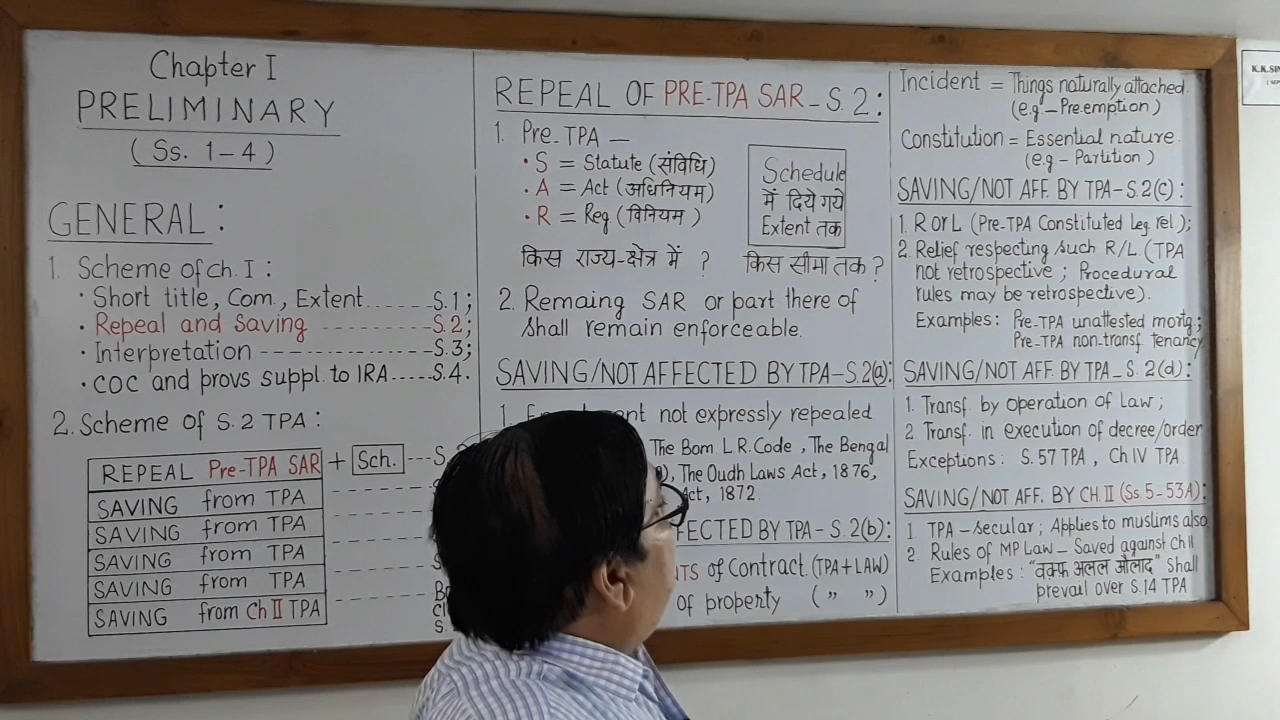 Chapter I
PRELIMINARY
(Ss. 1-4)
GENERAL:
1. Scheme of ch. I:
• Short title, Com., Extent.......S.1;
• Repeal and Saving --------S.2;
• Interpretation --------------S.3;
• COC and provs suppl. to IRA.....S.4.
2. Scheme of S.2 TPA:
REPEAL Pre-TPA SAR + Sch. ---S.
SAVING from TPA
SAVING from TPA
SAVING from TPA
SAVING from TPA
SAVING from Ch II TPA
REPEAL OF PRE-TPA SAR-S.2:
1. Pre-TPA —
• S = Statute (संविधि)
• A = Act (अधिनियम)
• R = Reg (विनियम)
Schedule
में दिये गये
Extent तक
किस राज्य-क्षेत्र में ? किस सीमा तक ?
2. Remaing SAR or part there of
shall remain enforceable.
SAVING/NOT AFFECTED BY TPA-S.2(a):
1. not expressly repealed
The Bom L.R. Code, The Bengal
, The Oudh Laws Act, 1876,
Act, 1872.
FECTED BY TPA- S. 2(b):
TS of Contract. (TPA+LAW)
of property ( ” ” )
Incident = Things naturally attached.
(e.g - Pre.emption)
Constitution = Essential nature.
(e.g - Partition)
SAVING/NOT AFF. BY TPA-S.2(c):
1. R or L (Pre-TPA Constituted Leg. rel.);
2. Relief respecting such R/L. (TPA
not retrospective; Procedural
rules may be retrospective).
Examples: Pre-TPA unattested mortg;
Pre-TPA non-transf. tenancy
SAVING/NOT AFF. BY TPA-S. 2(d):
1. Transf. by operation of Law;
2. Transf. in execution of decree/order
Exceptions: S.57 TPA, Ch IV TPA.
SAVING/NOT AFF. BY CH II (Ss.5-53A):
1 TPA-secular; Applies to muslims also
2. Rules of MP Law-Saved against Ch II
Examples: "वक्फ अलल औलाद" Shall
prevail over S.14 TPA
K.K.SIN